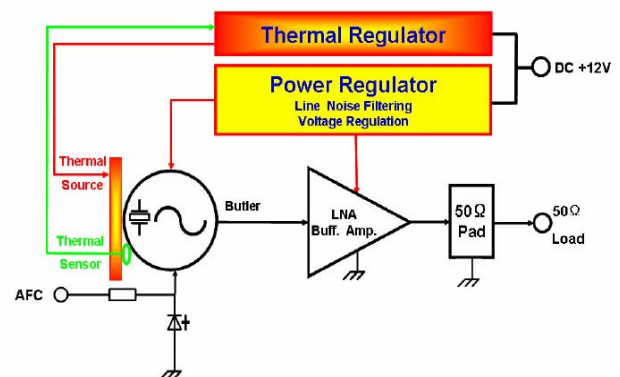 Thermal Regulator
Power Regulator
Line Noise Filtering
Voltage Regulation
DC +12V
Thermal
Source
Thermal
Sensor
Butler
LNA
Buff. Amp.
50Ω
Pad
50Ω
Load
AFC